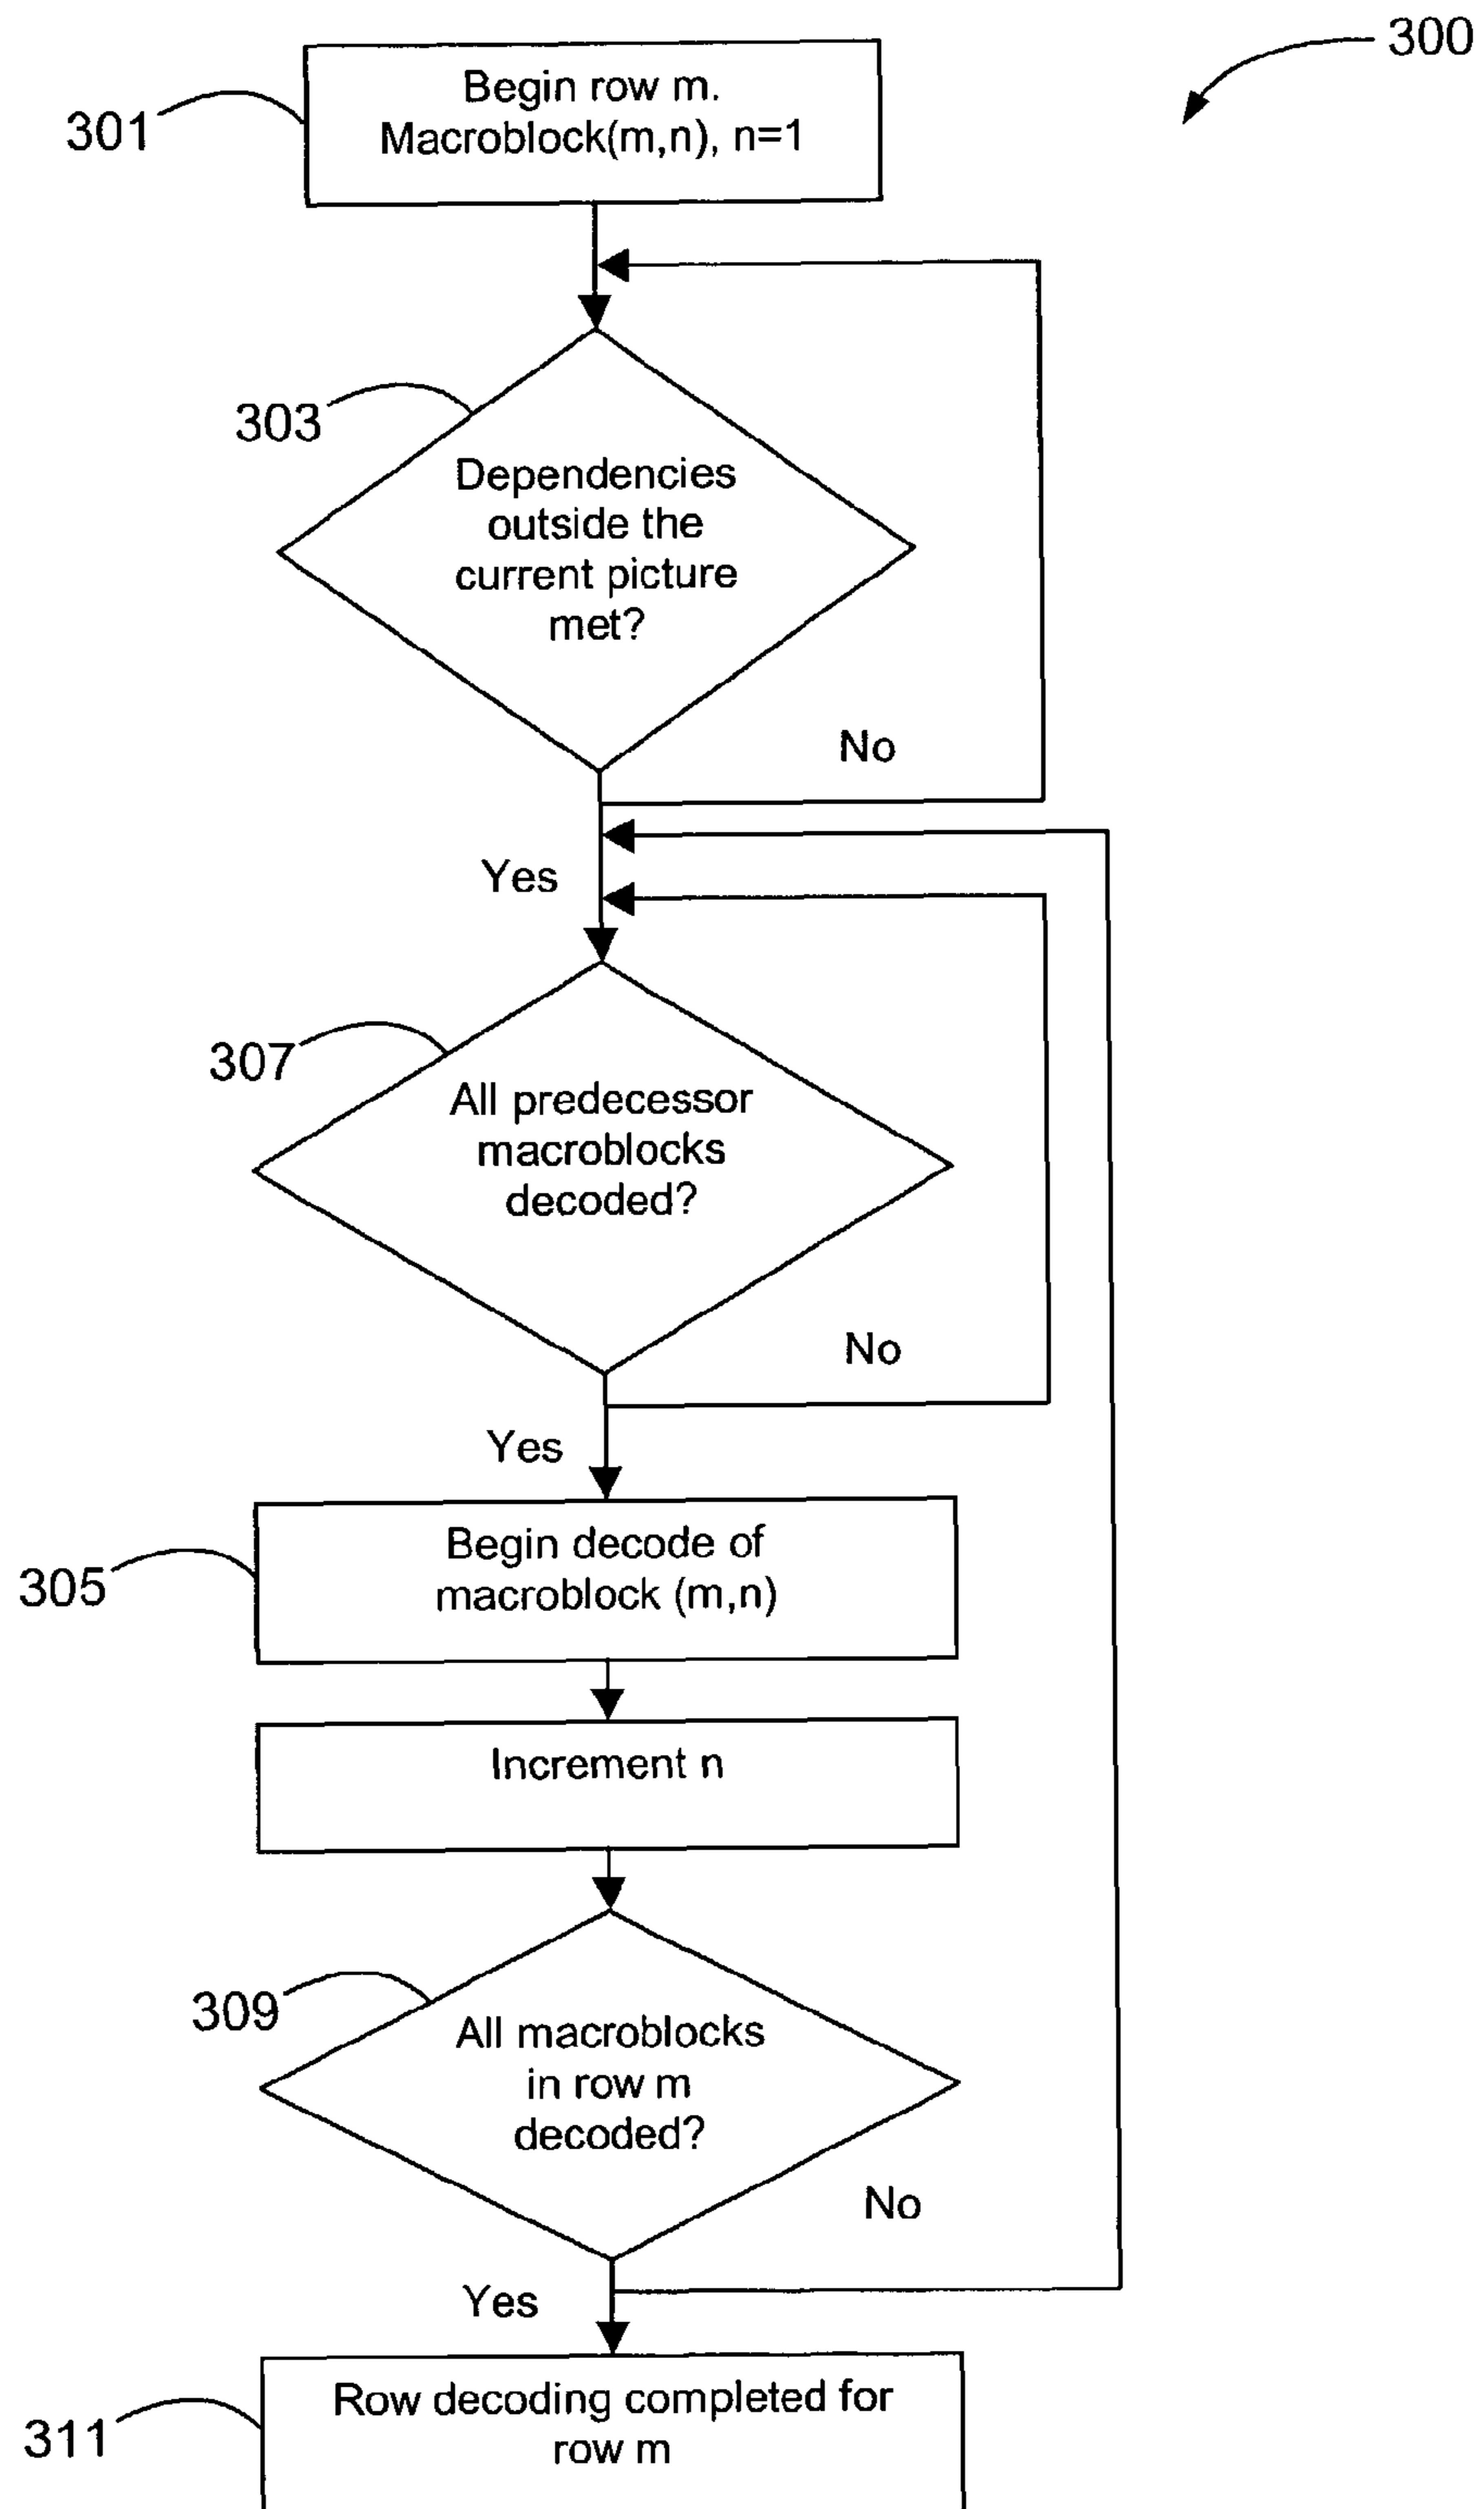 300
Begin row m.
Macroblock(m,n), n=1
301
303
Dependencies
outside the
current picture
met?
No
Yes
307
All predecessor
macroblocks
decoded?
No
Yes
305
Begin decode of
macroblock (m,n)
Increment n
309
All macroblocks
in row m
decoded?
No
Yes
311
Row decoding completed for
row m